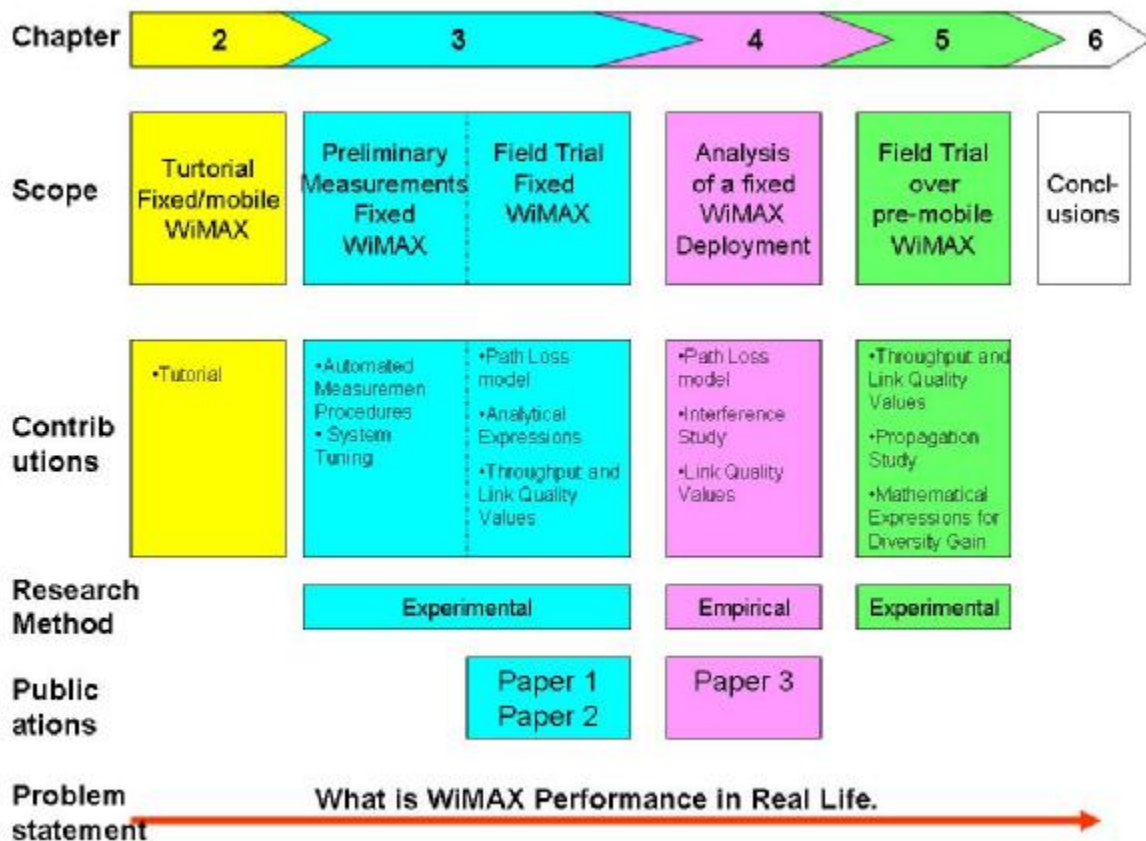 Chapter
2
3
4
5
6
Scope
Turtorial
Fixed/mobile
WiMAX
Preliminary
Measurements
Fixed
WiMAX
Field Trial
Fixed
WiMAX
Analysis
of a fixed
WiMAX
Deployment
Field Trial
over
pre-mobile
WiMAX
Concl-
usions
Contrib
utions
•Tutorial
•Automated
Measuremen
Procedures
• System
Tuning
•Path Loss
model
•Analytical
Expressions
•Throughput and
Link Quality
Values
•Path Loss
model
•Interference
Study
•Link Quality
Values
•Throughput and
Link Quality
Values
•Propagation
Study
•Mathematical
Expressions for
Diversity Gain
Research
Method
Experimental
Empirical
Experimental
Public
ations
Paper 1
Paper 2
Paper 3
Problem
statement
What is WiMAX Performance in Real Life.